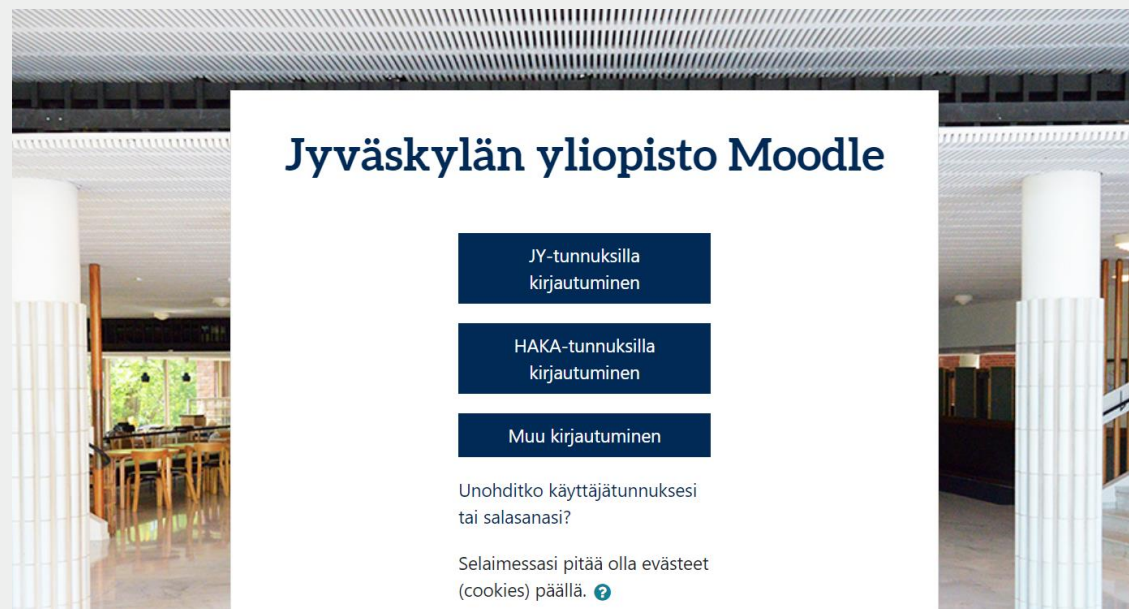 Jyväskylän yliopisto Moodle
JY-tunnuksilla
kirjautuminen
HAKA-tunnuksilla
kirjautuminen
Muu kirjautuminen
Unohditko käyttäjätunnuksesi
tai salasanasi?
Selaimessasi pitää olla evästeet
(cookies) päällä. ?